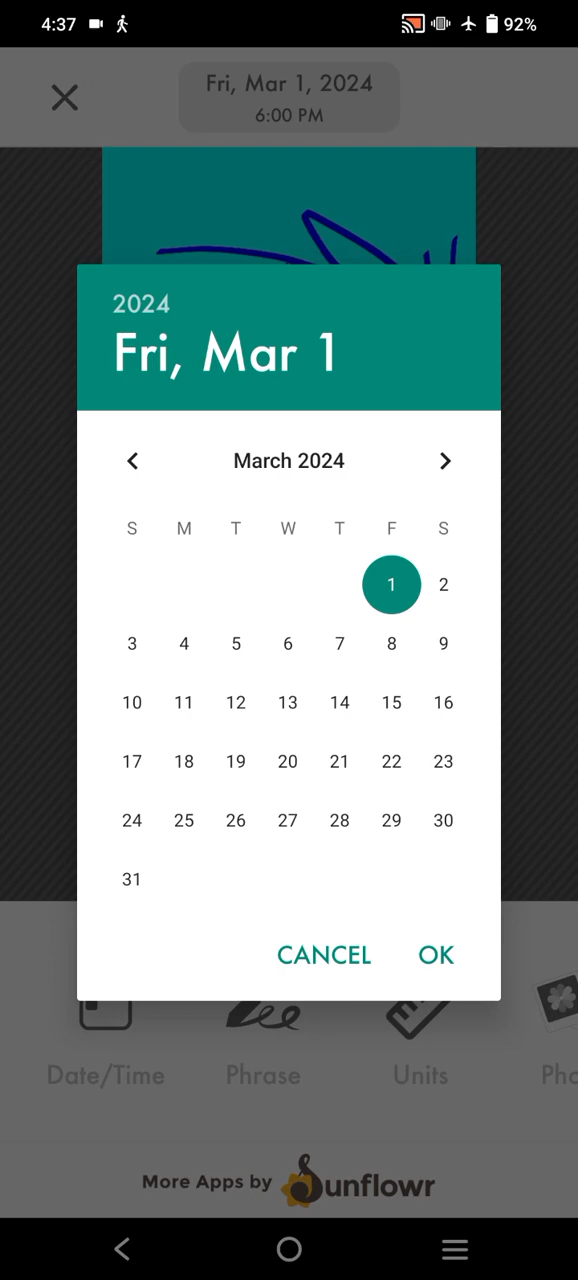 4:37
92%
Fri, Mar 1, 2024
6:00 PM
2024
Fri, Mar 1
March 2024
S M T W T F S
1 2
3 4 5 6 7 8 9
10 11 12 13 14 15 16
17 18 19 20 21 22 23
24 25 26 27 28 29 30
31
CANCEL OK
Date/Time Phrase Units Pho
More Apps by Sunflowr